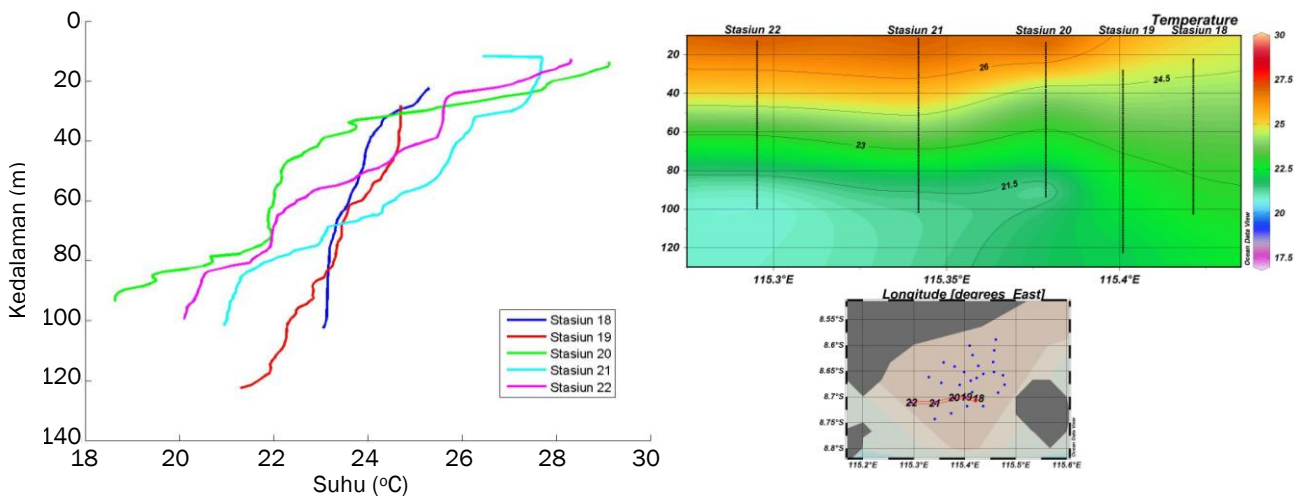 0
20
40
60
80
100
120
140
Kedalaman (m)
18
20
22
24
26
28
30
Suhu (°C)
Stasiun 18
Stasiun 19
Stasiun 20
Stasiun 21
Stasiun 22
Temperature
Stasiun 22
Stasiun 21
Stasiun 20
Stasiun 19
Stasiun 18
20
40
60
80
100
120
26
24.5
23
21.5
30
27.5
25
22.5
20
17.5
Ocean Data View
115.3°E
115.35°E
115.4°E
Longitude [degrees_East]
8.55°S
8.6°S
8.65°S
8.7°S
8.75°S
8.8°S
22
21
20
19
18
Ocean Data View
115.2°E
115.3°E
115.4°E
115.5°E
115.6°E